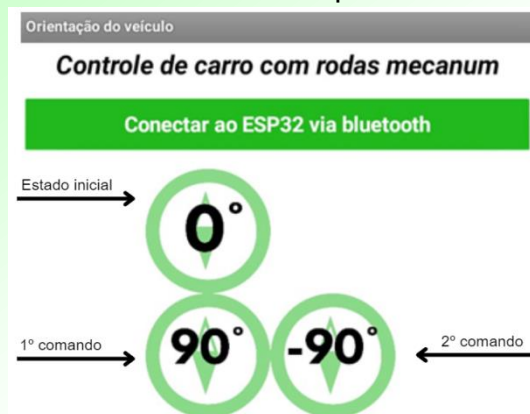 Orientação do veículo
Controle de carro com rodas mecanum
Conectar ao ESP32 via bluetooth
Estado inicial
0°
1º comando
90°
-90°
2º comando